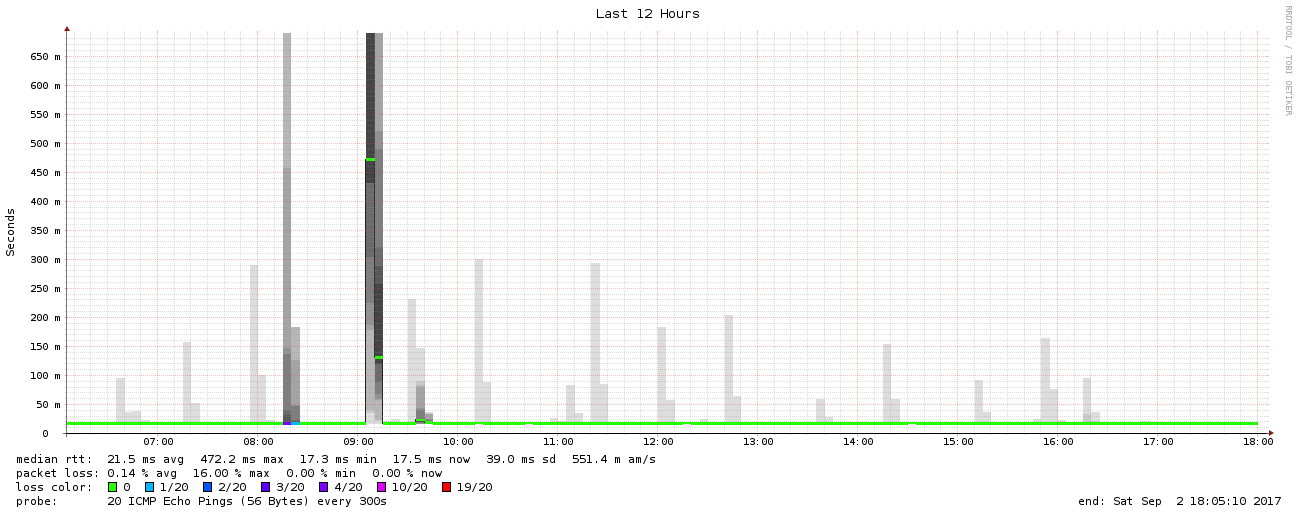 Last 12 Hours
RRDTOOL / TOBI OETIKER
Seconds
650 m
600 m
550 m
500 m
450 m
400 m
350 m
300 m
250 m
200 m
150 m
100 m
50 m
0
07:00 08:00 09:00 10:00 11:00 12:00 13:00 14:00 15:00 16:00 17:00 18:00
median rtt: 21.5 ms avg 472.2 ms max 17.3 ms min 17.5 ms now 39.0 ms sd 551.4 m am/s
packet loss: 0.14 % avg 16.00 % max 0.00 % min 0.00 % now
loss color: 0 1/20 2/20 3/20 4/20 10/20 19/20
probe: 20 ICMP Echo Pings (56 Bytes) every 300s end: Sat Sep 2 18:05:10 2017